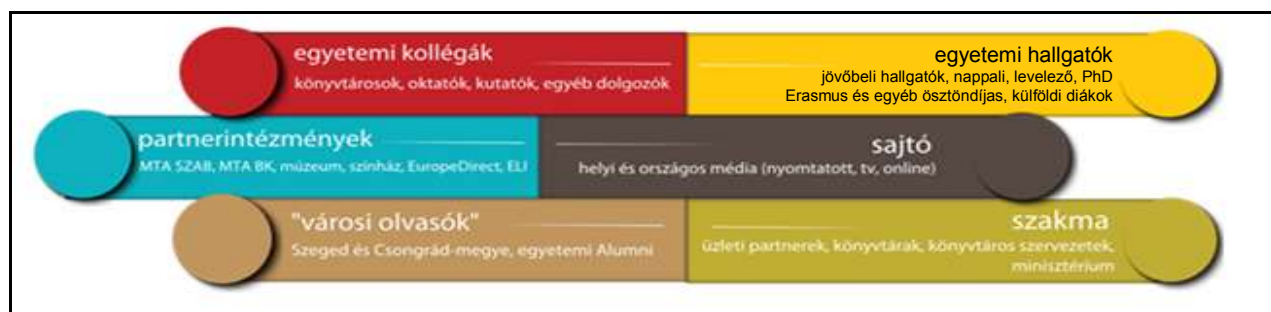 egyetemi kollégák
könyvtárosok, oktatók, kutatók, egyéb dolgozók
egyetemi hallgatók
jövőbeli hallgatók, nappali, levelező, PhD
Erasmus és egyéb ösztöndíjas, külföldi diákok
partnerintézmények
MTA SZAB, MTA BK, múzeum, színház, EuropeDirect, ELI
sajtó
helyi és országos média (nyomtatott, tv, online)
"városi olvasók"
Szeged és Csongrád-megye, egyetemi Alumni
szakma
üzleti partnerek, könyvtárak, könyvtáros szervezetek,
minisztérium